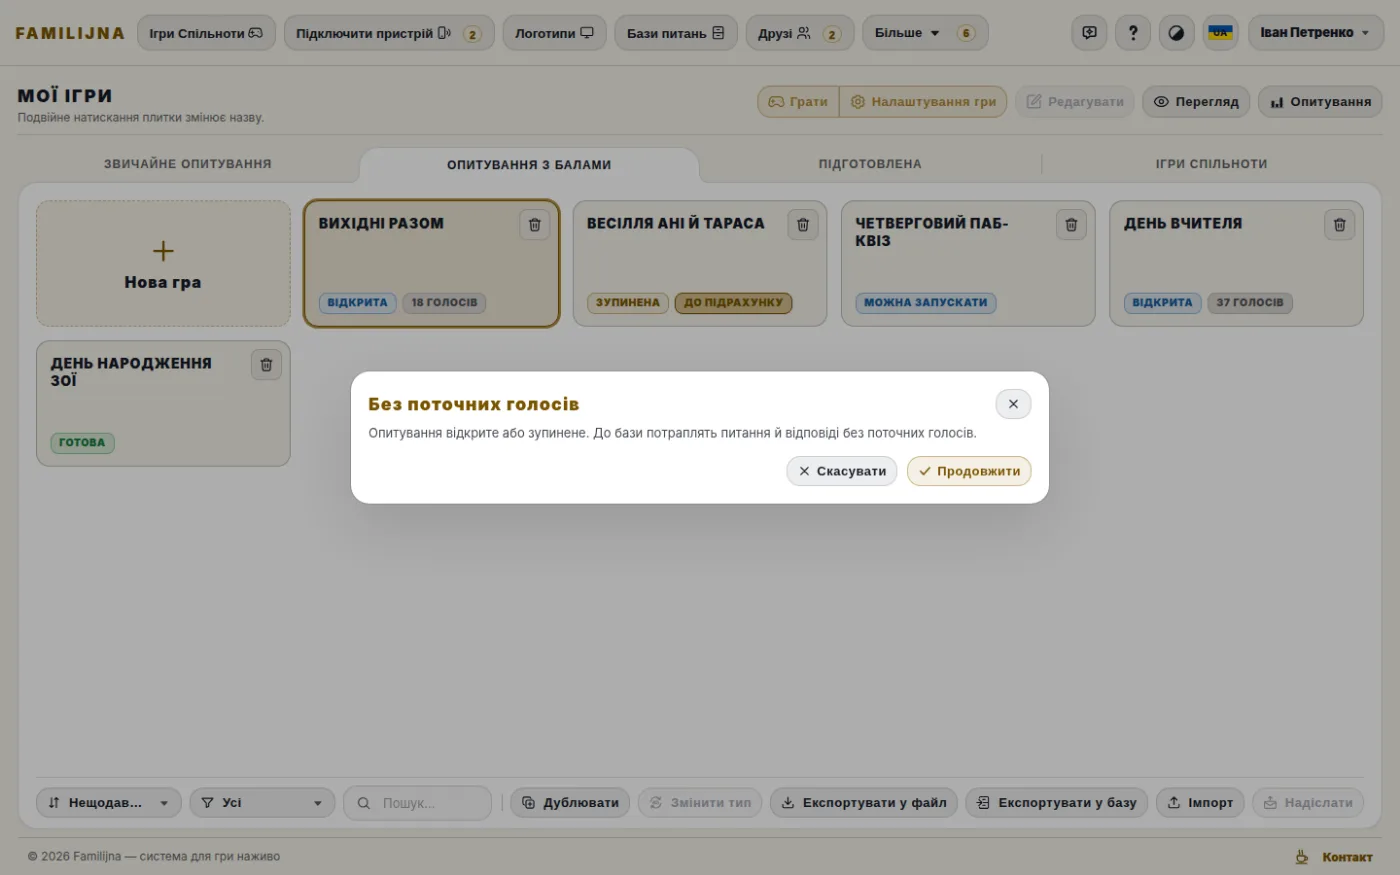 FAMILIJNA
Ігри Спільноти
Підключити пристрій 2
Логотипи
Бази питань
Друзі 2
Більше 6
?
UA
Іван Петренко
МОЇ ІГРИ
Подвійне натискання плитки змінює назву.
Грати
Налаштування гри
Редагувати
Перегляд
Опитування
ЗВИЧАЙНЕ ОПИТУВАННЯ
ОПИТУВАННЯ З БАЛАМИ
ПІДГОТОВЛЕНА
ІГРИ СПІЛЬНОТИ
Нова гра
ВИХІДНІ РАЗОМ
ВІДКРИТА
18 ГОЛОСІВ
ВЕСІЛЛЯ АНІ Й ТАРАСА
ЗУПИНЕНА
ДО ПІДРАХУНКУ
ЧЕТВЕРГОВИЙ ПАБ-
КВІЗ
МОЖНА ЗАПУСКАТИ
ДЕНЬ ВЧИТЕЛЯ
ВІДКРИТА
37 ГОЛОСІВ
ДЕНЬ НАРОДЖЕННЯ
ЗОЇ
ГОТОВА
Без поточних голосів
Опитування відкрите або зупинене. До бази потраплять питання й відповіді без поточних голосів.
Скасувати
Продовжити
Нещодав...
Усі
Пошук...
Дублювати
Змінити тип
Експортувати у файл
Експортувати у базу
Імпорт
Надіслати
© 2026 Familijna — система для гри наживо
Контакт